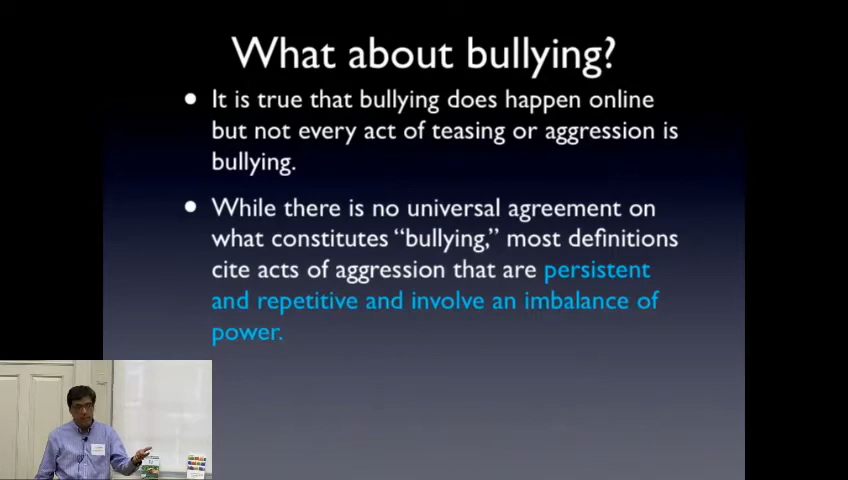 What about bullying?
• It is true that bullying does happen online
but not every act of teasing or aggression is
bullying.
• While there is no universal agreement on
what constitutes “bullying,” most definitions
cite acts of aggression that are persistent
and repetitive and involve an imbalance of
power.